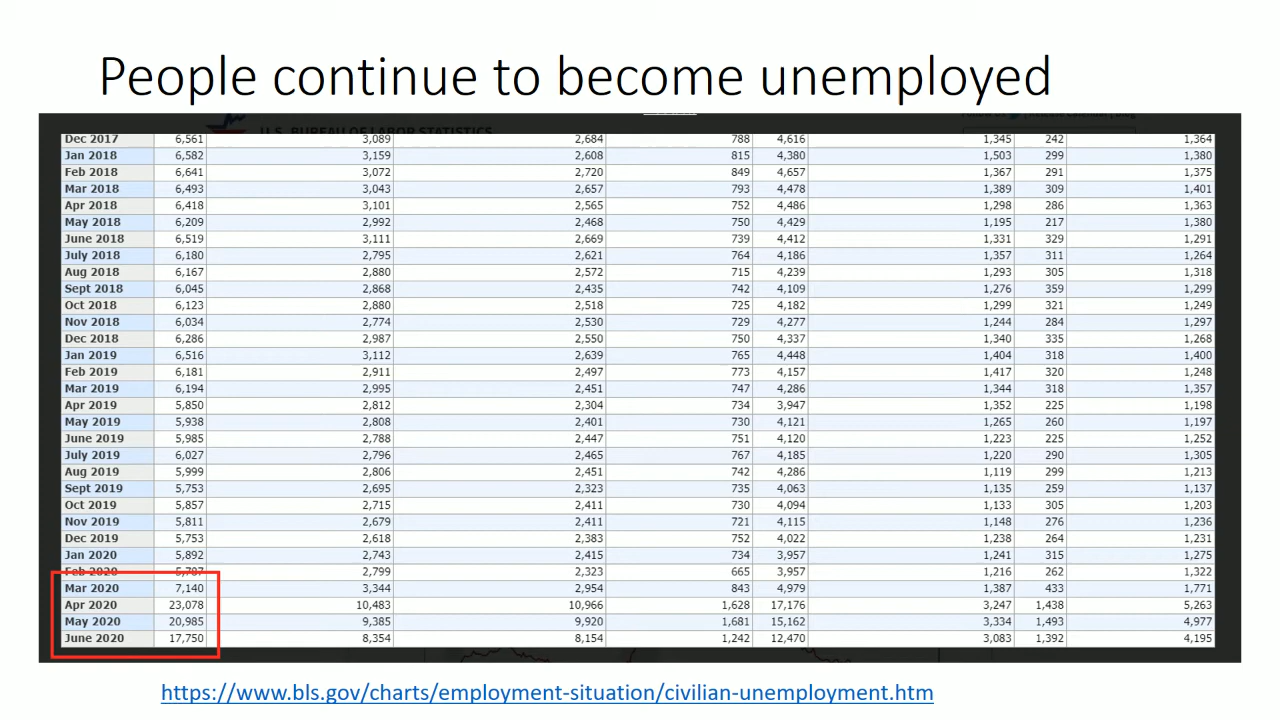 People continue to become unemployed
U.S. BUREAU OF LABOR STATISTICS
Dec 2017 6,561 3,089 2,684 788 4,616 1,345 242 1,364
Jan 2018 6,582 3,159 2,608 815 4,380 1,503 299 1,380
Feb 2018 6,641 3,072 2,720 849 4,657 1,367 291 1,375
Mar 2018 6,493 3,043 2,657 793 4,478 1,389 309 1,401
Apr 2018 6,418 3,101 2,565 752 4,486 1,298 286 1,363
May 2018 6,209 2,992 2,468 750 4,429 1,195 217 1,380
June 2018 6,519 3,111 2,669 739 4,412 1,331 329 1,291
July 2018 6,180 2,795 2,621 764 4,186 1,357 311 1,264
Aug 2018 6,167 2,880 2,572 715 4,239 1,293 305 1,318
Sept 2018 6,045 2,868 2,435 742 4,109 1,276 359 1,299
Oct 2018 6,123 2,880 2,518 725 4,182 1,299 321 1,249
Nov 2018 6,034 2,774 2,530 729 4,277 1,244 284 1,297
Dec 2018 6,286 2,987 2,550 750 4,337 1,340 335 1,268
Jan 2019 6,516 3,112 2,639 765 4,448 1,404 318 1,400
Feb 2019 6,181 2,911 2,497 773 4,157 1,417 320 1,248
Mar 2019 6,194 2,995 2,451 747 4,286 1,344 318 1,357
Apr 2019 5,850 2,812 2,304 734 3,947 1,352 225 1,198
May 2019 5,938 2,808 2,401 730 4,121 1,265 260 1,197
June 2019 5,985 2,788 2,447 751 4,120 1,223 225 1,252
July 2019 6,027 2,796 2,465 767 4,185 1,220 290 1,305
Aug 2019 5,999 2,806 2,451 742 4,286 1,119 299 1,213
Sept 2019 5,753 2,695 2,323 735 4,063 1,135 259 1,137
Oct 2019 5,857 2,715 2,411 730 4,094 1,133 305 1,203
Nov 2019 5,811 2,679 2,411 721 4,115 1,148 276 1,236
Dec 2019 5,753 2,618 2,383 752 4,022 1,238 264 1,231
Jan 2020 5,892 2,743 2,415 734 3,957 1,241 315 1,275
Feb 2020 5,787 2,799 2,323 665 3,957 1,216 262 1,322
Mar 2020 7,140 3,344 2,954 843 4,979 1,387 433 1,771
Apr 2020 23,078 10,483 10,966 1,628 17,176 3,247 1,438 5,263
May 2020 20,985 9,385 9,920 1,681 15,162 3,334 1,493 4,977
June 2020 17,750 8,354 8,154 1,242 12,470 3,083 1,392 4,195
https://www.bls.gov/charts/employment-situation/civilian-unemployment.htm